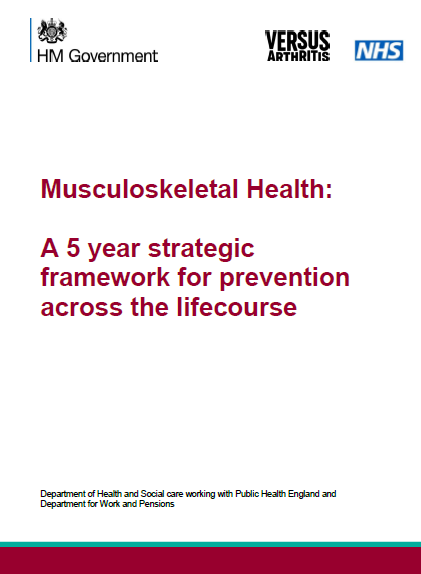 HM Government
VERSUS
ARTHRITIS
NHS
Musculoskeletal Health:
A 5 year strategic
framework for prevention
across the lifecourse
Department of Health and Social care working with Public Health England and
Department for Work and Pensions